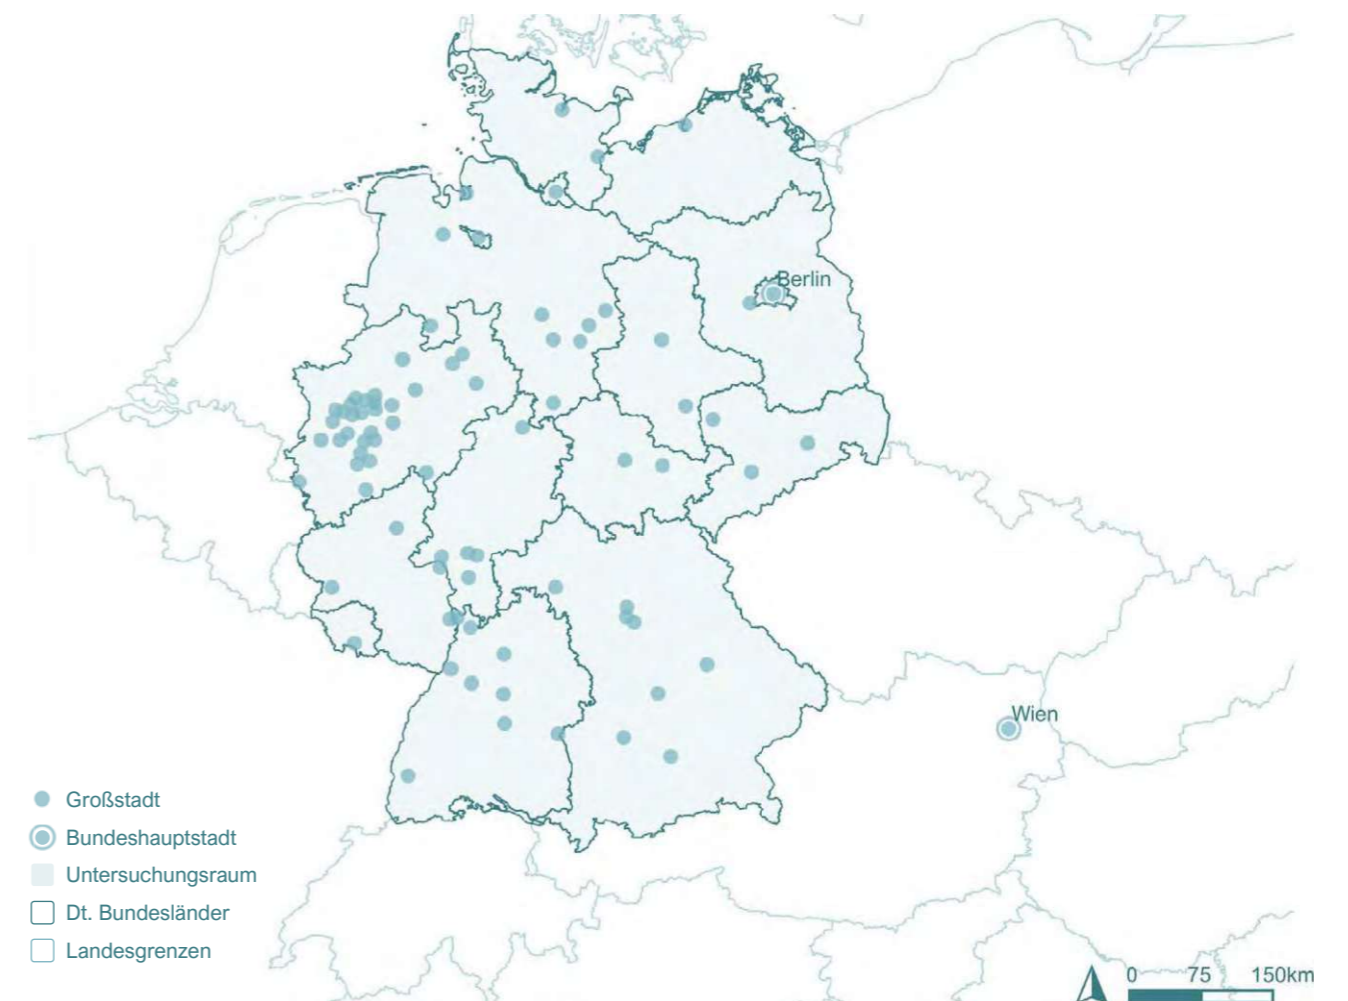 Berlin
Wien
Großstadt
Bundeshauptstadt
Untersuchungsraum
Dt. Bundesländer
Landesgrenzen
0 75 150km